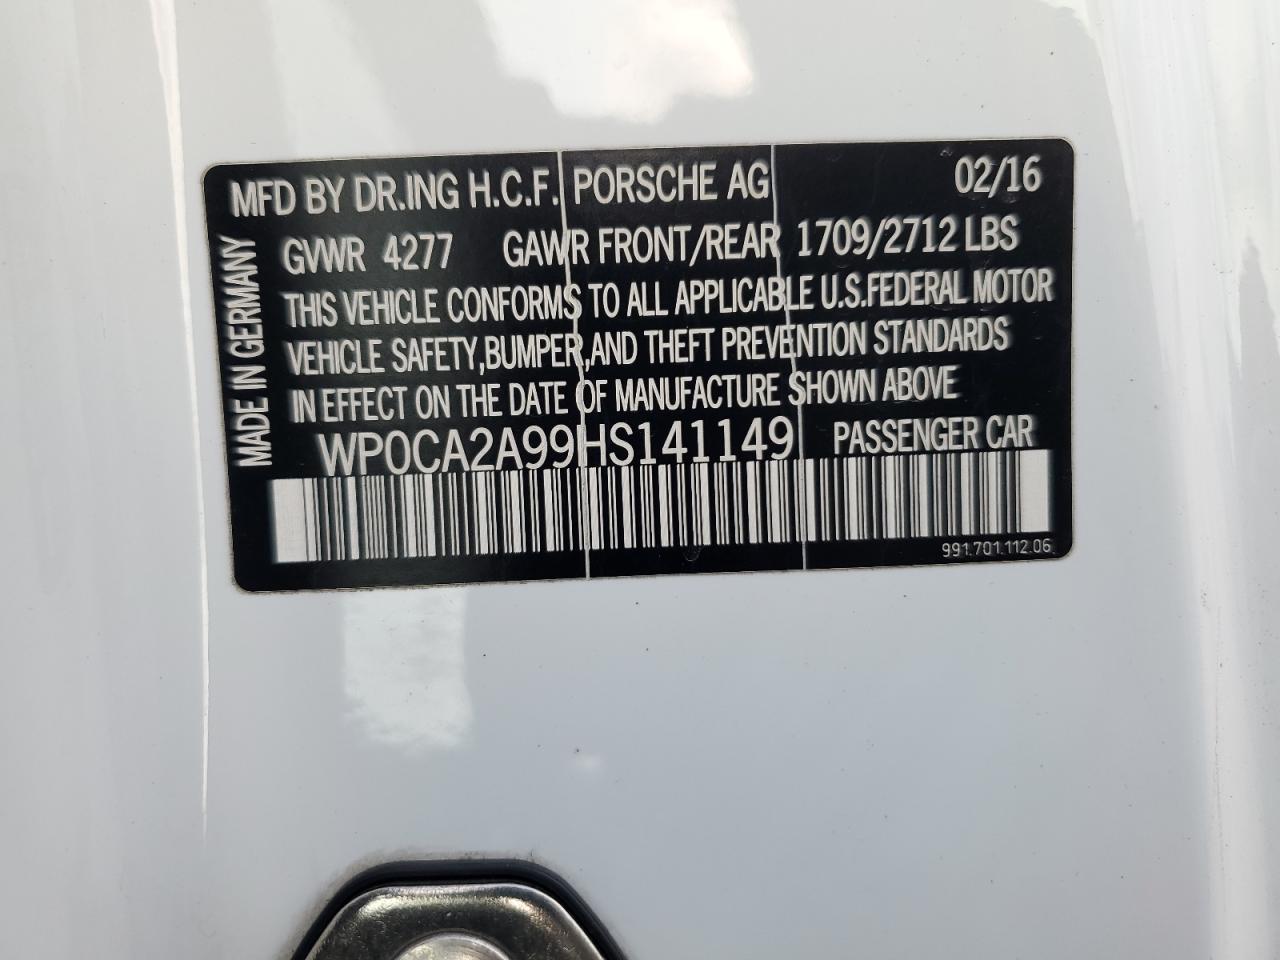 MFD BY DR.ING H.C.F. PORSCHE AG 02/16
MADE IN GERMANY
GVWR 4277 GAWR FRONT/REAR 1709/2712 LBS
THIS VEHICLE CONFORMS TO ALL APPLICABLE U.S.FEDERAL MOTOR
VEHICLE SAFETY,BUMPER,AND THEFT PREVENTION STANDARDS
IN EFFECT ON THE DATE OF MANUFACTURE SHOWN ABOVE
WP0CA2A99HS141149 PASSENGER CAR
991.701.112.06